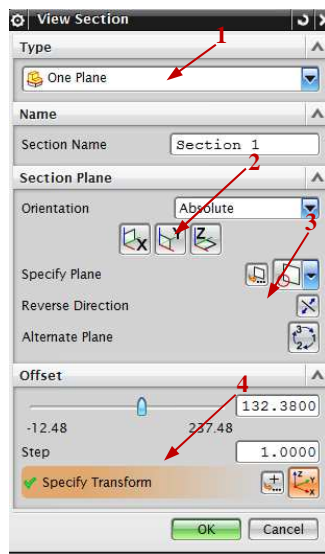 View Section
1
Type
One Plane
Name
Section Name Section 1
2
Section Plane
Orientation Absolute
X Y Z
3
Specify Plane
Reverse Direction
Alternate Plane
Offset
4
132.3800
-12.48 237.48
Step 1.0000
Specify Transform
OK Cancel